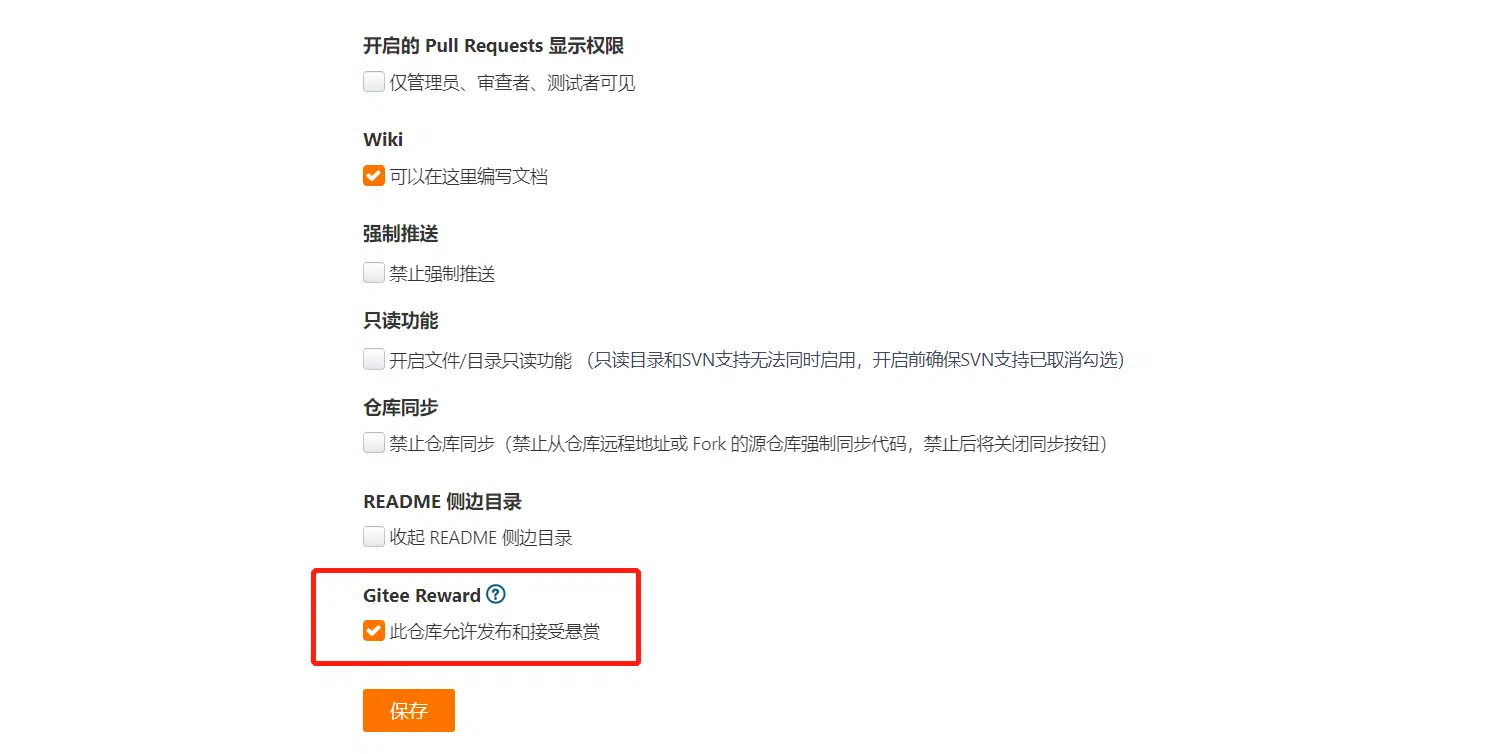 开启的 Pull Requests 显示权限
仅管理员、审查者、测试者可见
Wiki
可以在这里编写文档
强制推送
禁止强制推送
只读功能
开启文件/目录只读功能 （只读目录和SVN支持无法同时启用，开启前确保SVN支持已取消勾选）
仓库同步
禁止仓库同步（禁止从仓库远程地址或 Fork 的源仓库强制同步代码，禁止后将关闭同步按钮）
README 侧边目录
收起 README 侧边目录
Gitee Reward ?
此仓库允许发布和接受悬赏
保存